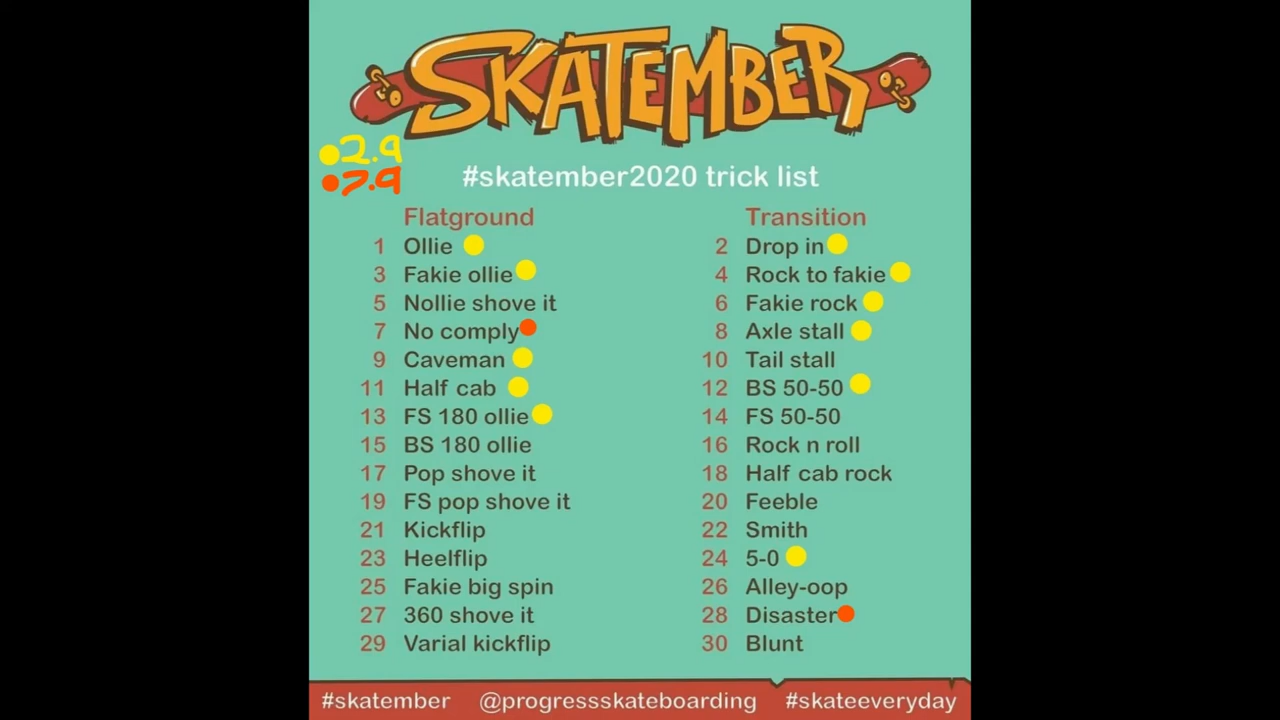 SKATEMBER
2.9
7.9
#skatember2020 trick list
Flatground
1 Ollie
3 Fakie ollie
5 Nollie shove it
7 No comply
9 Caveman
11 Half cab
13 FS 180 ollie
15 BS 180 ollie
17 Pop shove it
19 FS pop shove it
21 Kickflip
23 Heelflip
25 Fakie big spin
27 360 shove it
29 Varial kickflip
Transition
2 Drop in
4 Rock to fakie
6 Fakie rock
8 Axle stall
10 Tail stall
12 BS 50-50
14 FS 50-50
16 Rock n roll
18 Half cab rock
20 Feeble
22 Smith
24 5-0
26 Alley-oop
28 Disaster
30 Blunt
#skatember @progressskateboarding #skateeveryday